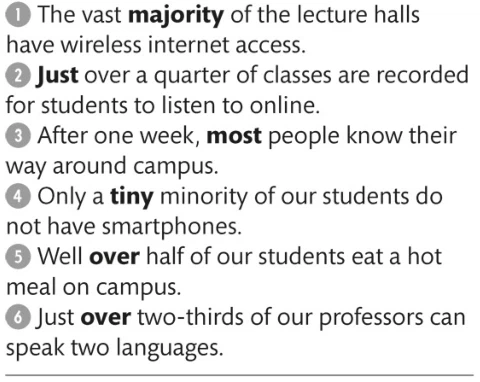 1 The vast majority of the lecture halls
have wireless internet access.
2 Just over a quarter of classes are recorded
for students to listen to online.
3 After one week, most people know their
way around campus.
4 Only a tiny minority of our students do
not have smartphones.
5 Well over half of our students eat a hot
meal on campus.
6 Just over two-thirds of our professors can
speak two languages.